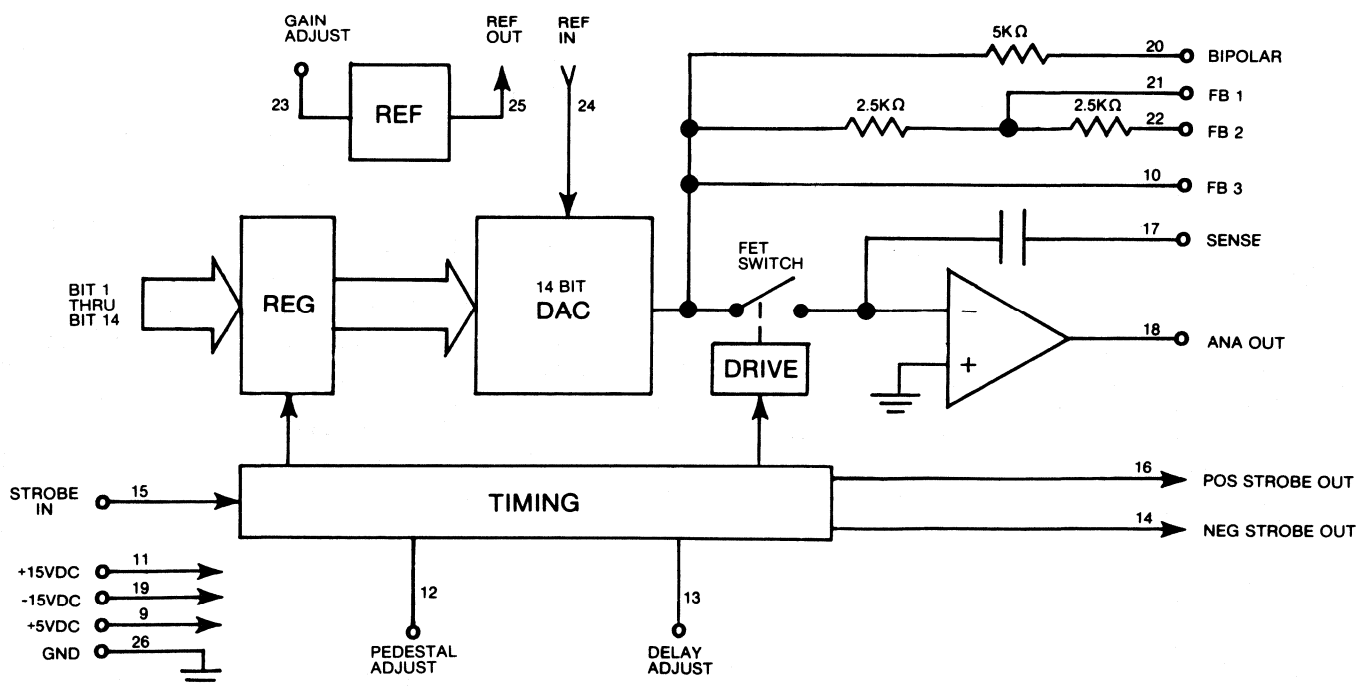 GAIN
ADJUST
REF
OUT
REF
IN
5KΩ
20
BIPOLAR
23
REF
25
24
21
FB 1
2.5KΩ
2.5KΩ
22
FB 2
10
FB 3
17
SENSE
FET
SWITCH
BIT 1
THRU
BIT 14
REG
14 BIT
DAC
−
+
18
ANA OUT
DRIVE
STROBE
IN
15
TIMING
16
POS STROBE OUT
14
NEG STROBE OUT
+15VDC
11
-15VDC
19
+5VDC
9
GND
26
12
PEDESTAL
ADJUST
13
DELAY
ADJUST